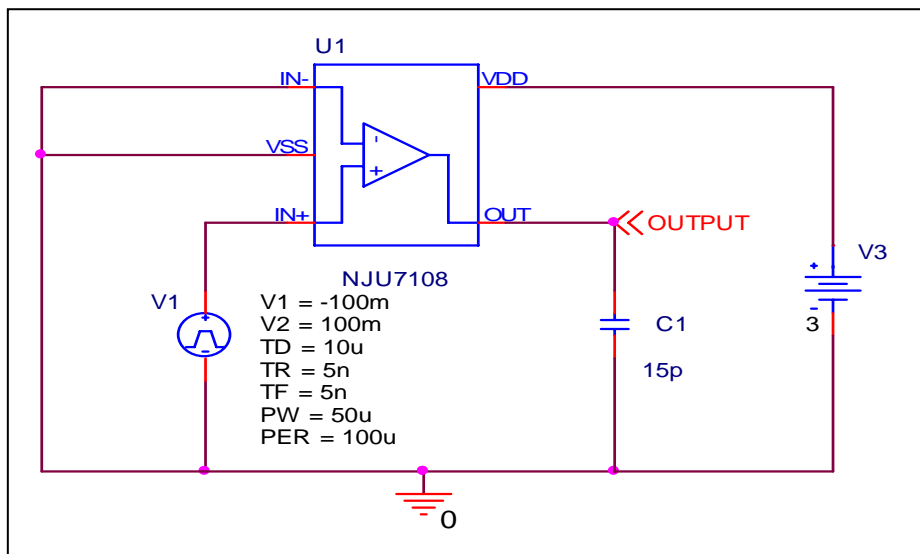 U1
IN-
VDD
VSS
-
+
IN+
OUT
OUTPUT
NJU7108
V1
+
-
V1 = -100m
V2 = 100m
TD = 10u
TR = 5n
TF = 5n
PW = 50u
PER = 100u
C1
15p
V3
+
-
3
0